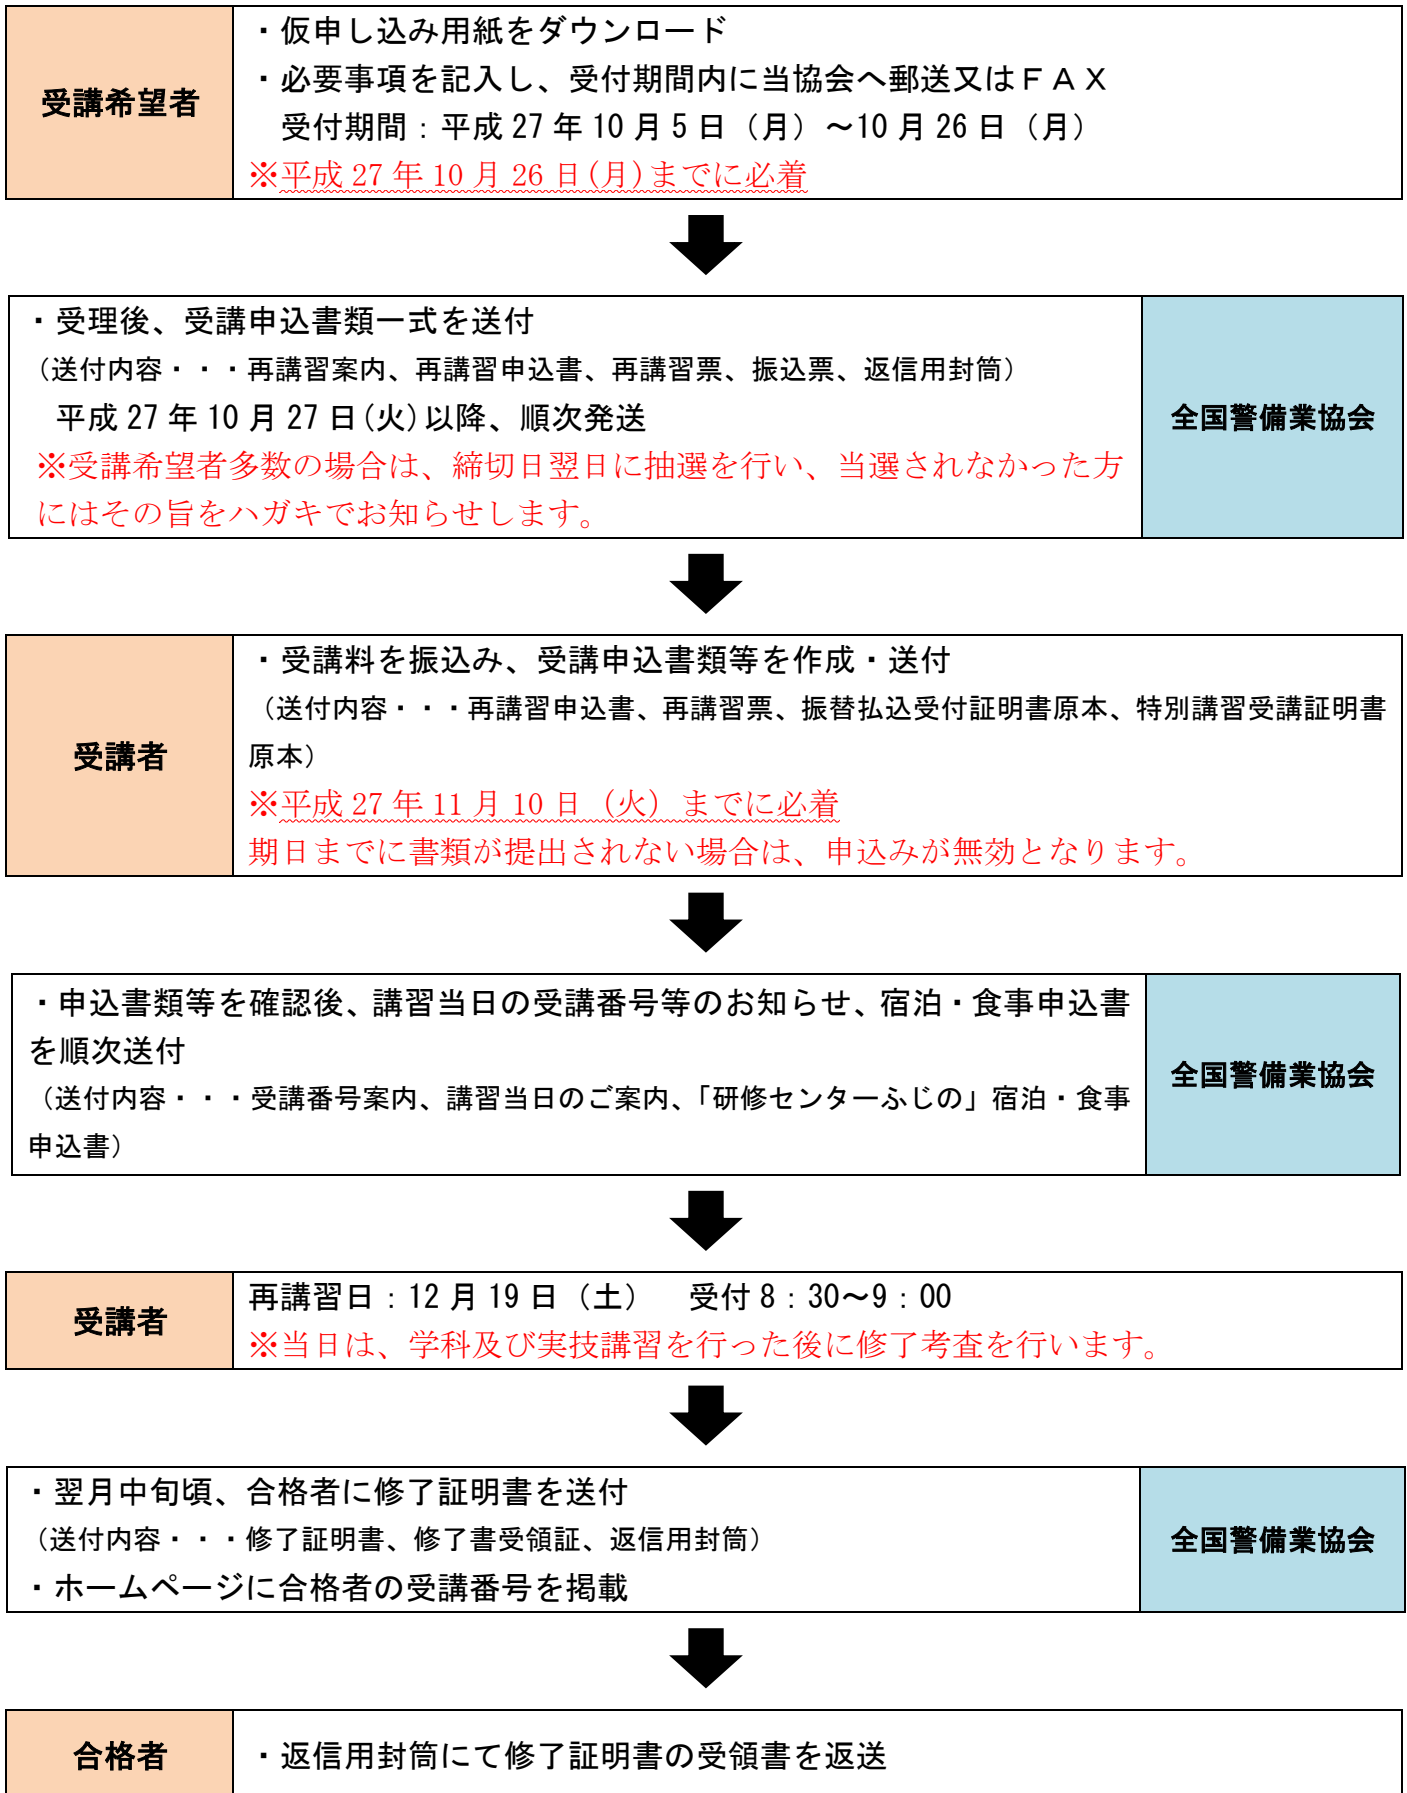 受講希望者
・仮申し込み用紙をダウンロード
・必要事項を記入し、受付期間内に当協会へ郵送又はＦＡＸ
受付期間：平成 27 年 10 月 5 日（月）～10 月 26 日（月）
※平成 27 年 10 月 26 日(月)までに必着
・受理後、受講申込書類一式を送付
（送付内容・・・再講習案内、再講習申込書、再講習票、振込票、返信用封筒）
平成 27 年 10 月 27 日(火)以降、順次発送
※受講希望者多数の場合は、締切日翌日に抽選を行い、当選されなかった方
にはその旨をハガキでお知らせします。
全国警備業協会
受講者
・受講料を振込み、受講申込書類等を作成・送付
（送付内容・・・再講習申込書、再講習票、振替払込受付証明書原本、特別講習受講証明書
原本）
※平成 27 年 11 月 10 日（火）までに必着
期日までに書類が提出されない場合は、申込みが無効となります。
・申込書類等を確認後、講習当日の受講番号等のお知らせ、宿泊・食事申込書
を順次送付
（送付内容・・・受講番号案内、講習当日のご案内、「研修センターふじの」宿泊・食事
申込書）
全国警備業協会
受講者
再講習日：12 月 19 日（土）　受付 8：30～9：00
※当日は、学科及び実技講習を行った後に修了考査を行います。
・翌月中旬頃、合格者に修了証明書を送付
（送付内容・・・修了証明書、修了書受領証、返信用封筒）
・ホームページに合格者の受講番号を掲載
全国警備業協会
合格者
・返信用封筒にて修了証明書の受領書を返送